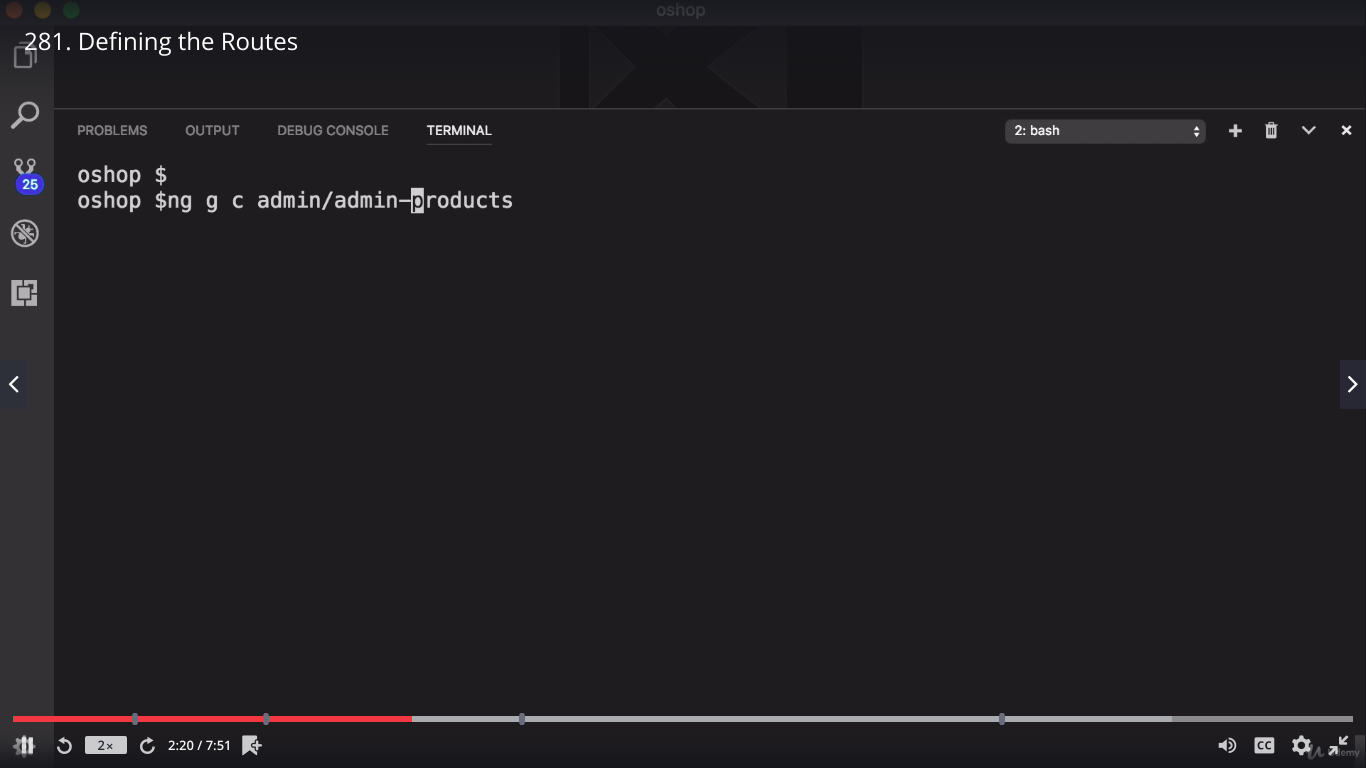 oshop
281. Defining the Routes
PROBLEMS OUTPUT DEBUG CONSOLE TERMINAL 2: bash
oshop $
oshop $ng g c admin/admin-products
25
2x 2:20 / 7:51 CC